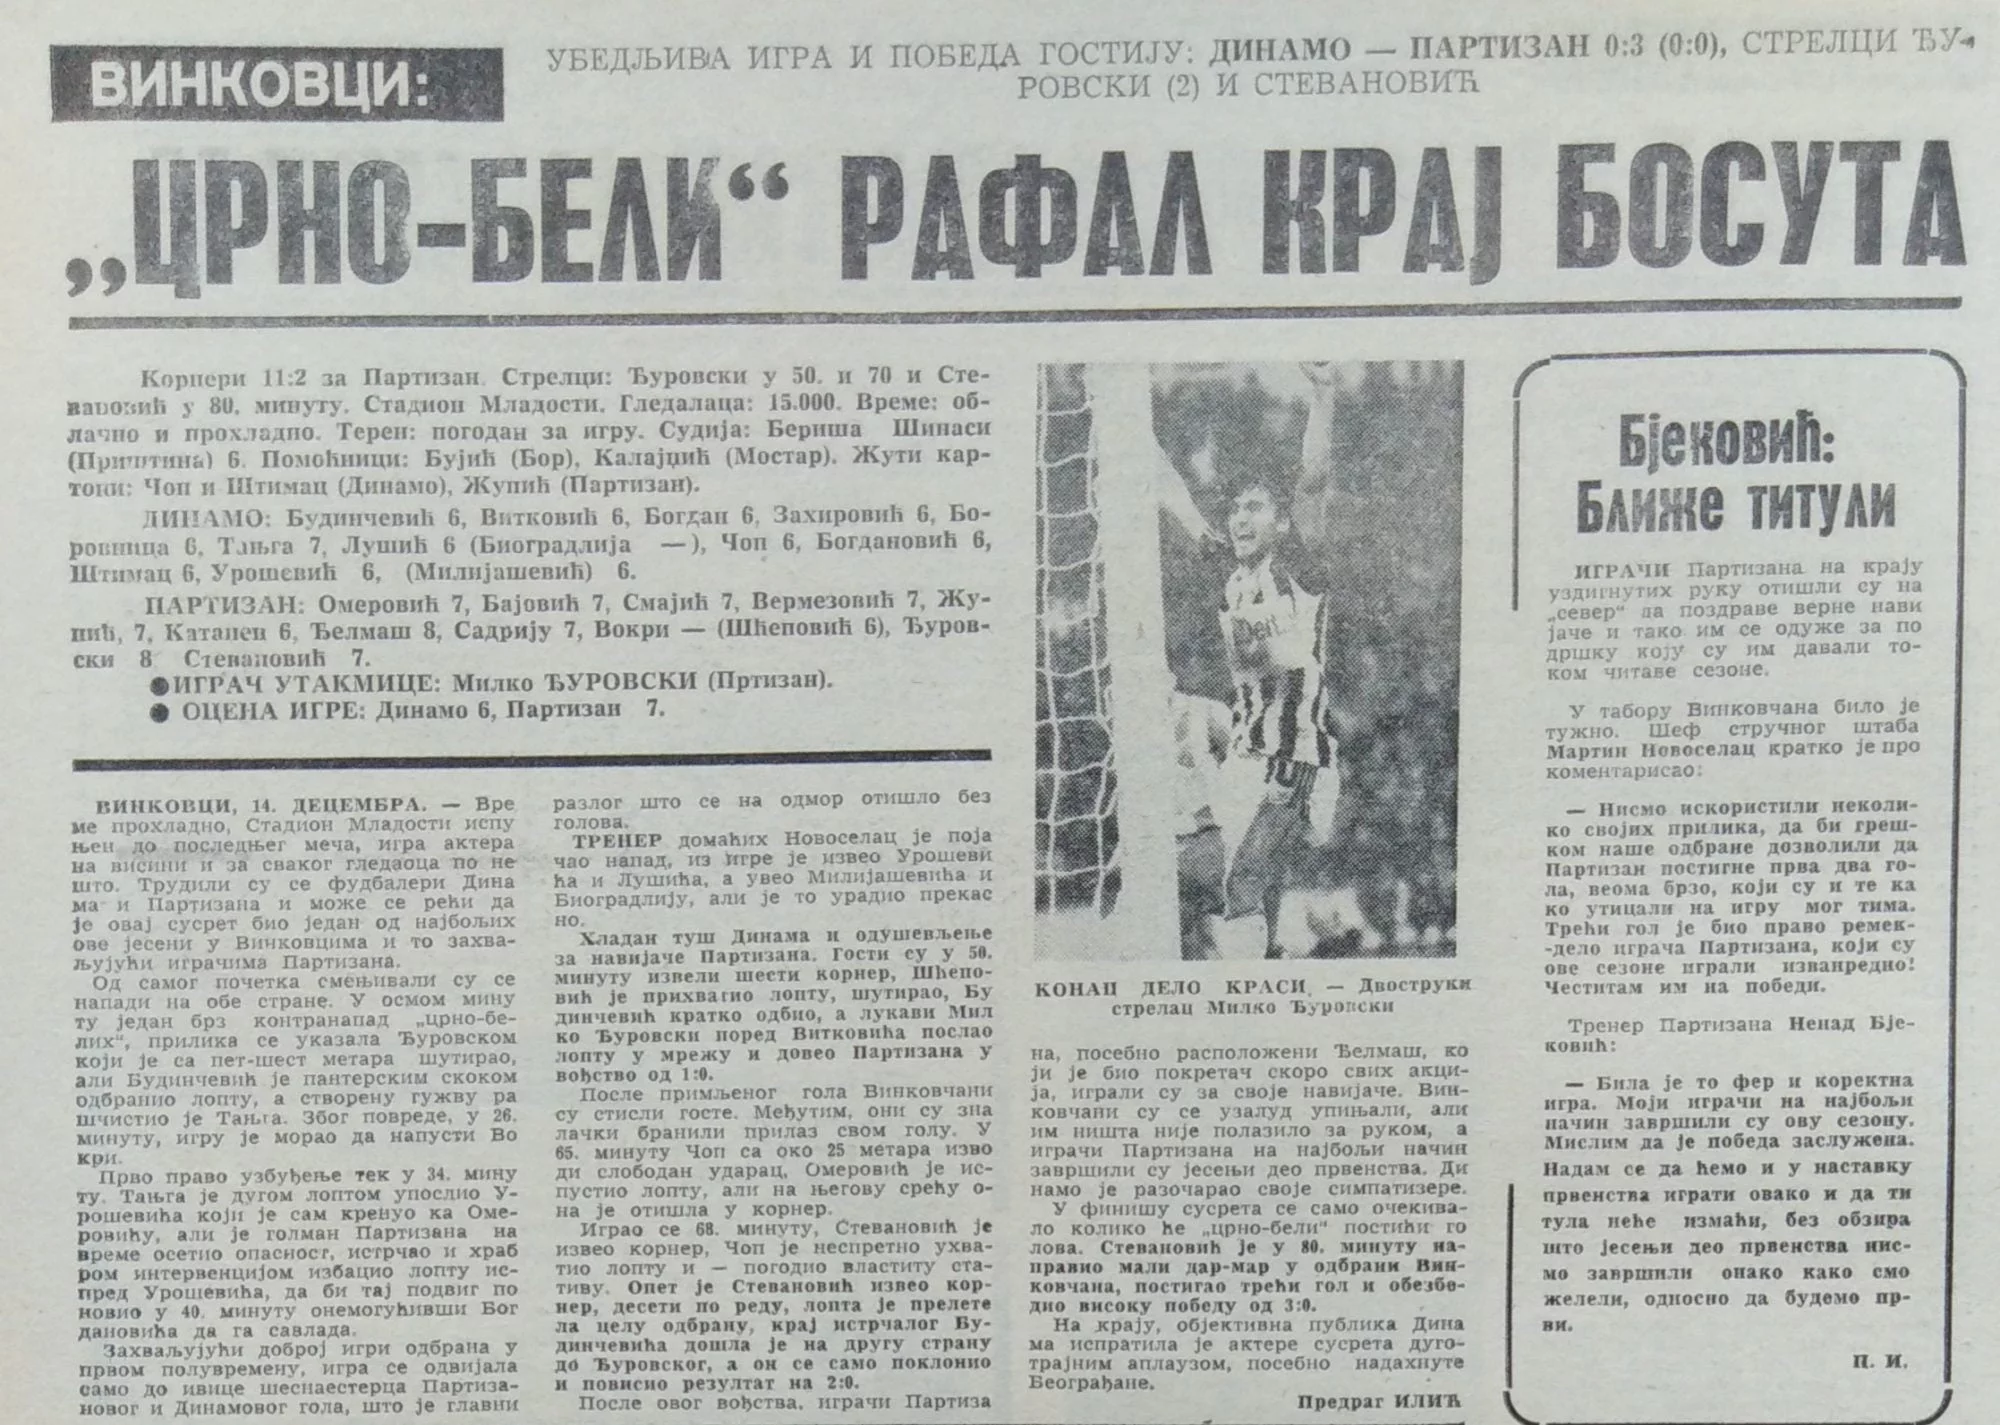 ВИНКОВЦИ:
УБЕДЉИВА ИГРА И ПОБЕДА ГОСТИЈУ: ДИНАМО — ПАРТИЗАН 0:3 (0:0), СТРЕЛЦИ ЂУ-
РОВСКИ (2) И СТЕВАНОВИЋ
„ЦРНО-БЕЛИ“ РАФАЛ КРАЈ БОСУТА
Корнери 11:2 за Партизан. Стрелци: Ђуровски у 50. и 70 и Сте-
вановић у 80. минуту. Стадион Младости. Гледалаца: 15.000. Време: об-
лачно и прохладно. Терен: погодан за игру. Судија: Бериша Шинаси
(Приштина) 6. Помоћници: Бујић (Бор), Калајџић (Мостар). Жути кар-
тони: Чоп и Штимац (Динамо), Жупић (Партизан).
ДИНАМО: Будинчевић 6, Витковић 6, Богдан 6, Захировић 6, Бо-
ровница 6, Тањга 7, Лушић 6 (Биоградлија —), Чоп 6, Богдановић 6,
Штимац 6, Урошевић 6, (Милијашевић) 6.
ПАРТИЗАН: Омеровић 7, Бајовић 7, Смајић 7, Вермезовић 7, Жу-
пић, 7, Катанец 6, Ђелмаш 8, Садрију 7, Вокри — (Шћеповић 6), Ђуров-
ски 8 Стевановић 7.
●ИГРАЧ УТАКМИЦЕ: Милко ЂУРОВСКИ (Пртизан).
● ОЦЕНА ИГРЕ: Динамо 6, Партизан 7.
ВИНКОВЦИ, 14. ДЕЦЕМБРА. — Вре
ме прохладно, Стадион Младости испу
њен до последњег меча, игра актера
на висини и за сваког гледаоца по не
што. Трудили су се фудбалери Дина
ма и Партизана и може се рећи да
је овај сусрет био један од најбољих
ове јесени у Винковцима и то захва-
љујући играчима Партизана.
Од самог почетка смењивали су се
напади на обе стране. У осмом мину
ту један брз контранапад „црно-бе-
лих“, прилика се указала Ђуровском
који је са пет-шест метара шутирао,
али Будинчевић је пантерским скоком
одбранио лопту, а створену гужву ра
шчистио је Тањга. Због повреде, у 26.
минуту, игру је морао да напусти Во
кри.
Прво право узбуђење тек у 34. мину
ту. Тањга је дугом лоптом упослио У-
рошевића који је сам кренуо ка Оме-
ровићу, али је голман Партизана на
време осетио опасност, истрчао и храб
ром интервенцијом избацио лопту ис-
пред Урошевића, да би тај подвиг по
новио у 40. минуту онемогућивши Бог
дановића да га савлада.
Захваљујући доброј игри одбрана у
првом полувремену, игра се одвијала
само до ивице шеснаестерца Партиза-
новог и Динамовог гола, што је главни
разлог што се на одмор отишло без
голова.
ТРЕНЕР домаћих Новоселац је поја
чао напад, из игре је извео Урошеви
ћа и Лушића, а увео Милијашевића и
Биоградлију, али је то урадио прекас
но.
Хладан туш Динама и одушевљење
за навијаче Партизана. Гости су у 50.
минуту извели шести корнер, Шћепо-
вић је прихватио лопту, шутирао, Бу
динчевић кратко одбио, а лукави Мил
ко Ђуровски поред Витковића послао
лопту у мрежу и довео Партизана у
воћство од 1:0.
После примљеног гола Винковчани
су стисли госте. Међутим, они су зна
лачки бранили прилаз свом голу. У
65. минуту Чоп са око 25 метара изво
ди слободан ударац, Омеровић је ис-
пустио лопту, али на његову срећу о-
на је отишла у корнер.
Играо се 68. минуту, Стевановић је
извео корнер, Чоп је неспретно ухва-
тио лопту и — погодио властиту ста-
тиву. Опет је Стевановић извео кор-
нер, десети по реду, лопта је прелете
ла целу одбрану, крај истрчалог Бу-
динчевића дошла је на другу страну
до Ђуровског, а он се само поклонио
и повисио резултат на 2:0.
После овог вођства, играчи Партиза
КОНАЦ ДЕЛО КРАСИ. — Двоструки
стрелац Милко Ђуровски
на, посебно расположени Ђелмаш, ко
ји је био покретач скоро свих акци-
ја, играли су за своје навијаче. Вин-
ковчани су се узалуд упињали, али
им ништа није полазило за руком, а
играчи Партизана на најбољи начин
завршили су јесењи део првенства. Ди
намо је разочарао своје симпатизере.
У финишу сусрета се само очекива-
ло колико ће „црно-бели“ постићи го
лова. Стевановић је у 80. минуту на-
правио мали дар-мар у одбрани Вин-
ковчана, постигао трећи гол и обезбе-
дио високу победу од 3:0.
На крају, објективна публика Дина
ма испратила је актере сусрета дуго-
трајним аплаузом, посебно надахнуте
Београђане.
Предраг ИЛИЋ
Бјековић:
Ближе титули
ИГРАЧИ Партизана на крају
уздигнутих руку отишли су на
„север“ да поздраве верне нави
јаче и тако им се одуже за по
дршку коју су им давали то-
ком читаве сезоне.
У табору Винковчана било је
тужно. Шеф стручног штаба
Мартин Новоселац кратко је про
коментарисао:
— Нисмо искористили неколи-
ко својих прилика, да би греш-
ком наше одбране дозволили да
Партизан постигне прва два го-
ла, веома брзо, који су и те ка
ко утицали на игру мог тима.
Трећи гол је био право ремек-
-дело играча Партизана, који су
ове сезоне играли изванредно!
Честитам им на победи.
Тренер Партизана Ненад Бје-
ковић:
— Била је то фер и коректна
игра. Моји играчи на најбољи
начин завршили су ову сезону.
Мислим да је победа заслужена.
Надам се да ћемо и у наставку
првенства играти овако и да ти
тула неће измаћи, без обзира
што јесењи део првенства нис-
мо завршили онако како смо
желели, односно да будемо пр-
ви.
П. И.